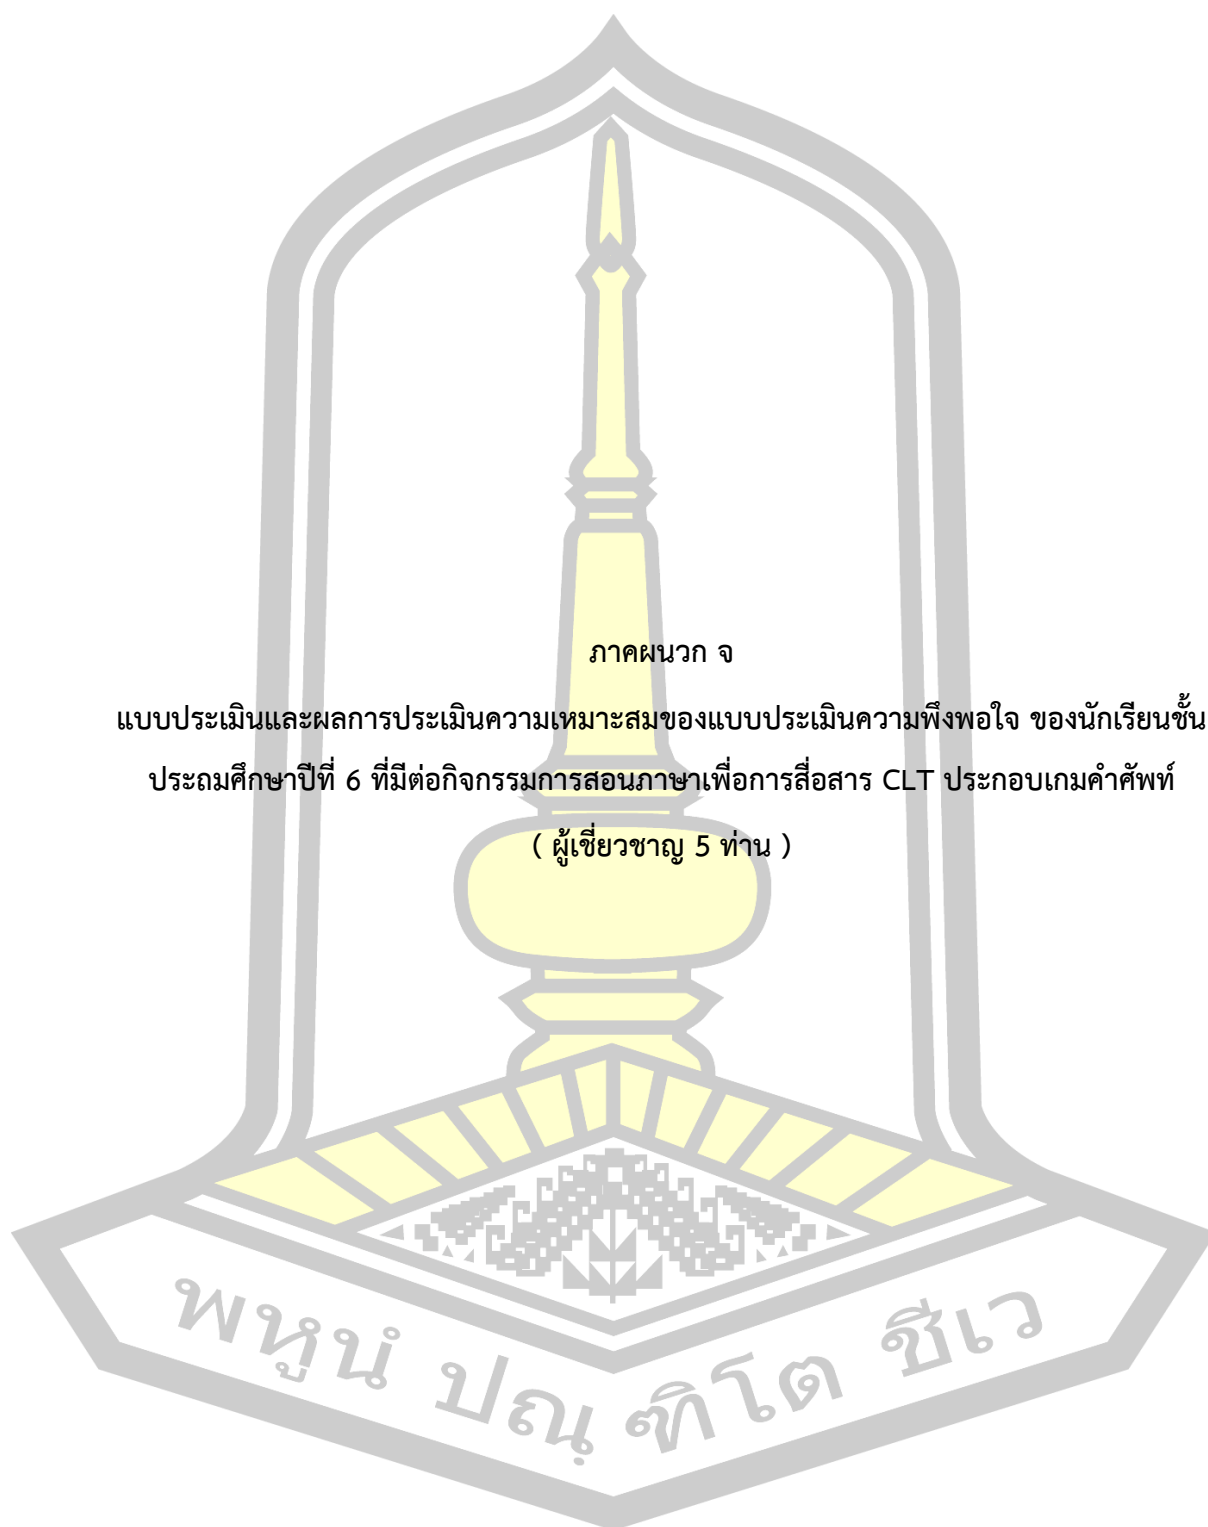 ภาคผนวก จ
แบบประเมินและผลการประเมินความเหมาะสมของแบบประเมินความพึงพอใจ ของนักเรียนชั้น
ประถมศึกษาปีที่ 6 ที่มีต่อกิจกรรมการสอนภาษาเพื่อการสื่อสาร CLT ประกอบเกมคำศัพท์
( ผู้เชี่ยวชาญ 5 ท่าน )
พหูนํ ปณฺฑิโต ชีเว